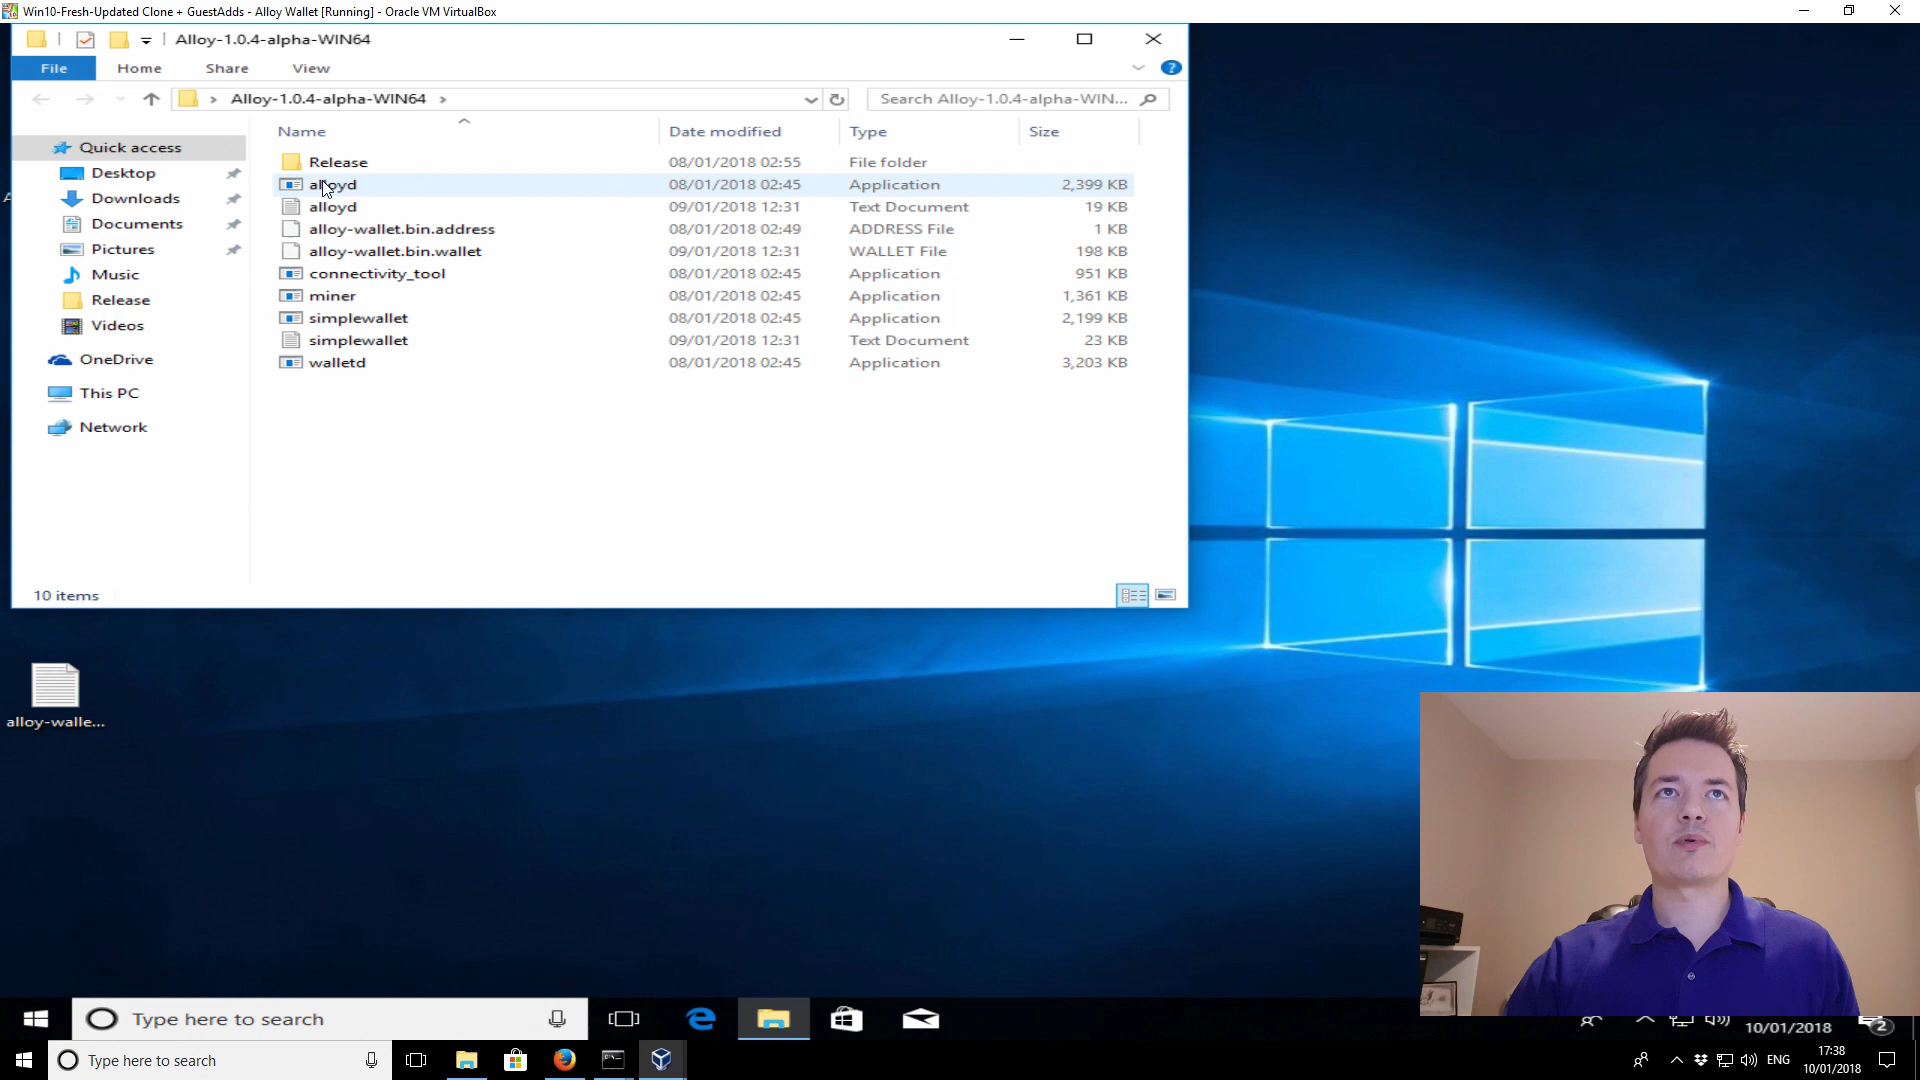 Win10-Fresh-Updated Clone + GuestAdds - Alloy Wallet [Running] - Oracle VM VirtualBox
Alloy-1.0.4-alpha-WIN64
File Home Share View
Alloy-1.0.4-alpha-WIN64
Search Alloy-1.0.4-alpha-WIN...
Name Date modified Type Size
Quick access
Desktop
Downloads
Documents
Pictures
Music
Release
Videos
OneDrive
This PC
Network
Release 08/01/2018 02:55 File folder
alloyd 08/01/2018 02:45 Application 2,399 KB
alloyd 09/01/2018 12:31 Text Document 19 KB
alloy-wallet.bin.address 08/01/2018 02:49 ADDRESS File 1 KB
alloy-wallet.bin.wallet 09/01/2018 12:31 WALLET File 198 KB
connectivity_tool 08/01/2018 02:45 Application 951 KB
miner 08/01/2018 02:45 Application 1,361 KB
simplewallet 08/01/2018 02:45 Application 2,199 KB
simplewallet 09/01/2018 12:31 Text Document 23 KB
walletd 08/01/2018 02:45 Application 3,203 KB
10 items
alloy-walle...
Type here to search
10/01/2018
2
Type here to search
ENG
17:38
10/01/2018